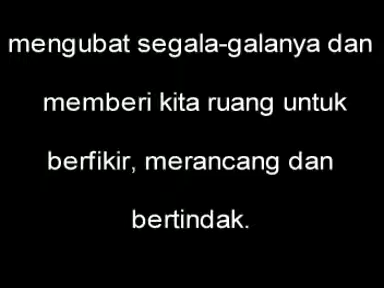 mengubat segala-galanya dan
memberi kita ruang untuk
berfikir, merancang dan
bertindak.